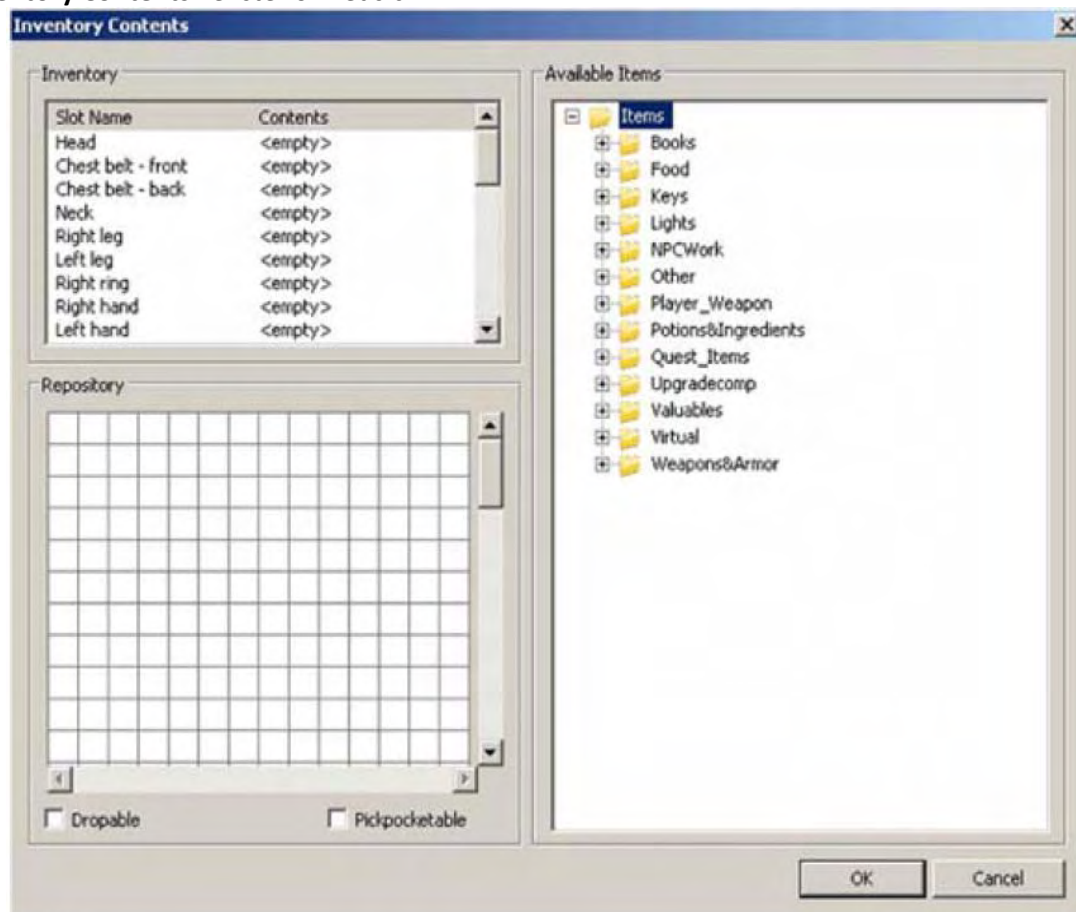 Inventory Contents
Inventory
Slot Name Contents
Head <empty>
Chest belt - front <empty>
Chest belt - back <empty>
Neck <empty>
Right leg <empty>
Left leg <empty>
Right ring <empty>
Right hand <empty>
Left hand <empty>
Repository
Dropable Pickpocketable
Available Items
Items
Books
Food
Keys
Lights
NPCWork
Other
Player_Weapon
Potions&Ingredients
Quest_Items
Upgradecomp
Valuables
Virtual
Weapons&Armor
OK Cancel